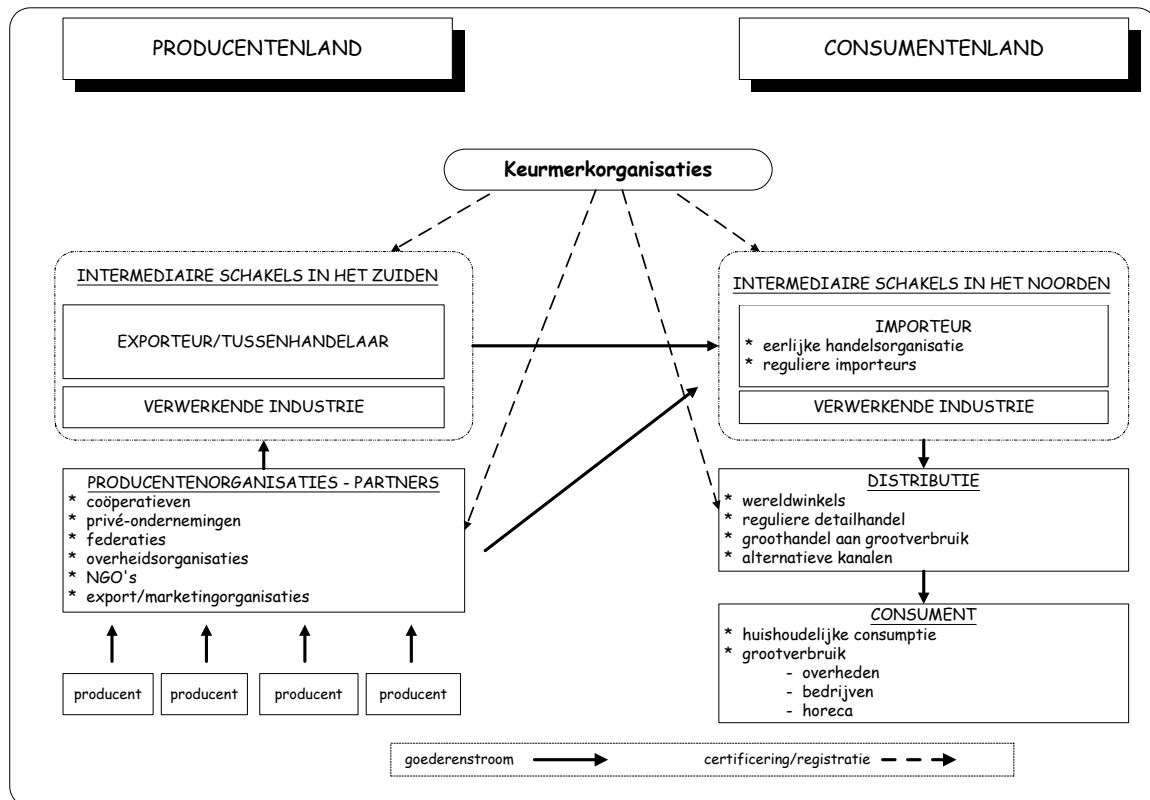 PRODUCENTENLAND
CONSUMENTENLAND
Keurmerkorganisaties
INTERMEDIAIRE SCHAKELS IN HET ZUIDEN
EXPORTEUR/TUSSENHANDELAAR
VERWERKENDE INDUSTRIE
INTERMEDIAIRE SCHAKELS IN HET NOORDEN
IMPORTEUR
* eerlijke handelsorganisatie
* reguliere importeurs
VERWERKENDE INDUSTRIE
PRODUCENTENORGANISATIES - PARTNERS
* coöperatieven
* privé-ondernemingen
* federaties
* overheidsorganisaties
* NGO's
* export/marketingorganisaties
DISTRIBUTIE
* wereldwinkels
* reguliere detailhandel
* groothandel aan grootverbruik
* alternatieve kanalen
CONSUMENT
* huishoudelijke consumptie
* grootverbruik
- overheden
- bedrijven
- horeca
producent
producent
producent
producent
goederenstroom
certificering/registratie